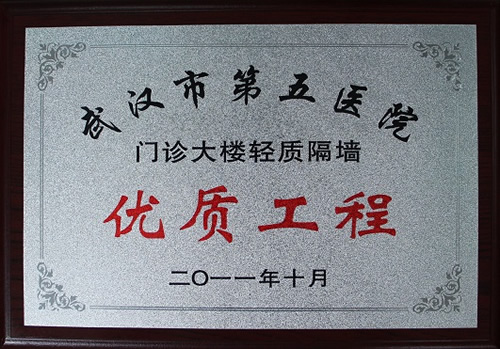 武汉市第五医院
门诊大楼轻质隔墙
优质工程
二〇一一年十月